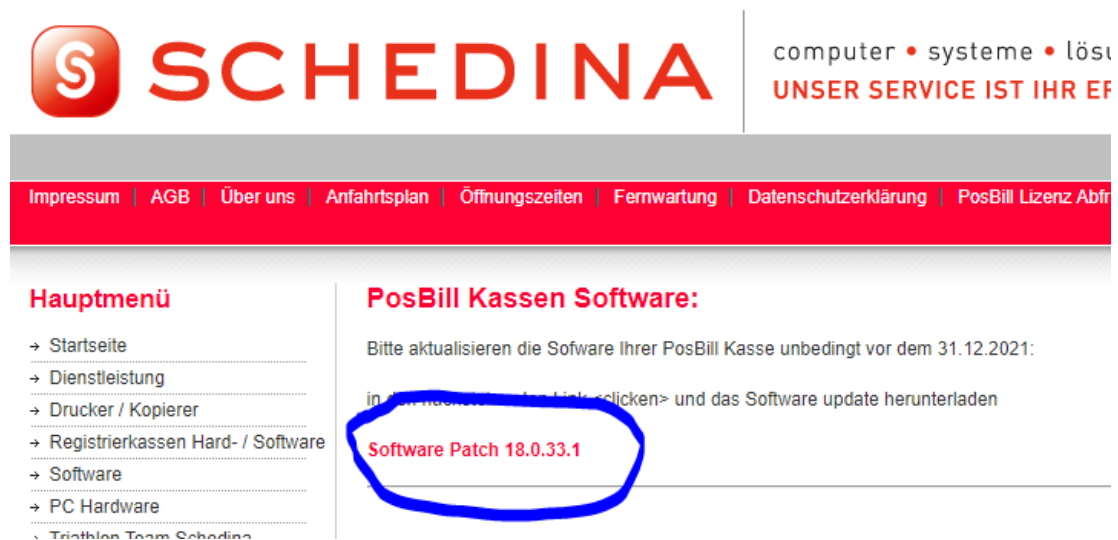 S SCHEDINA
computer • systeme •
UNSER SERVICE IST IHR
Impressum | AGB | Über uns | Anfahrtsplan | Öffnungszeiten | Fernwartung | Datenschutzerklärung | PosBill Lizenz
Hauptmenü
→ Startseite
→ Dienstleistung
→ Drucker / Kopierer
→ Registrierkassen Hard- / Software
→ Software
→ PC Hardware
→ Triathlon Team Schedina
PosBill Kassen Software:
Bitte aktualisieren die Sofware Ihrer PosBill Kasse unbedingt vor dem 31.12.2021:
in den Link <clicken> und das Software update herunterladen
Software Patch 18.0.33.1